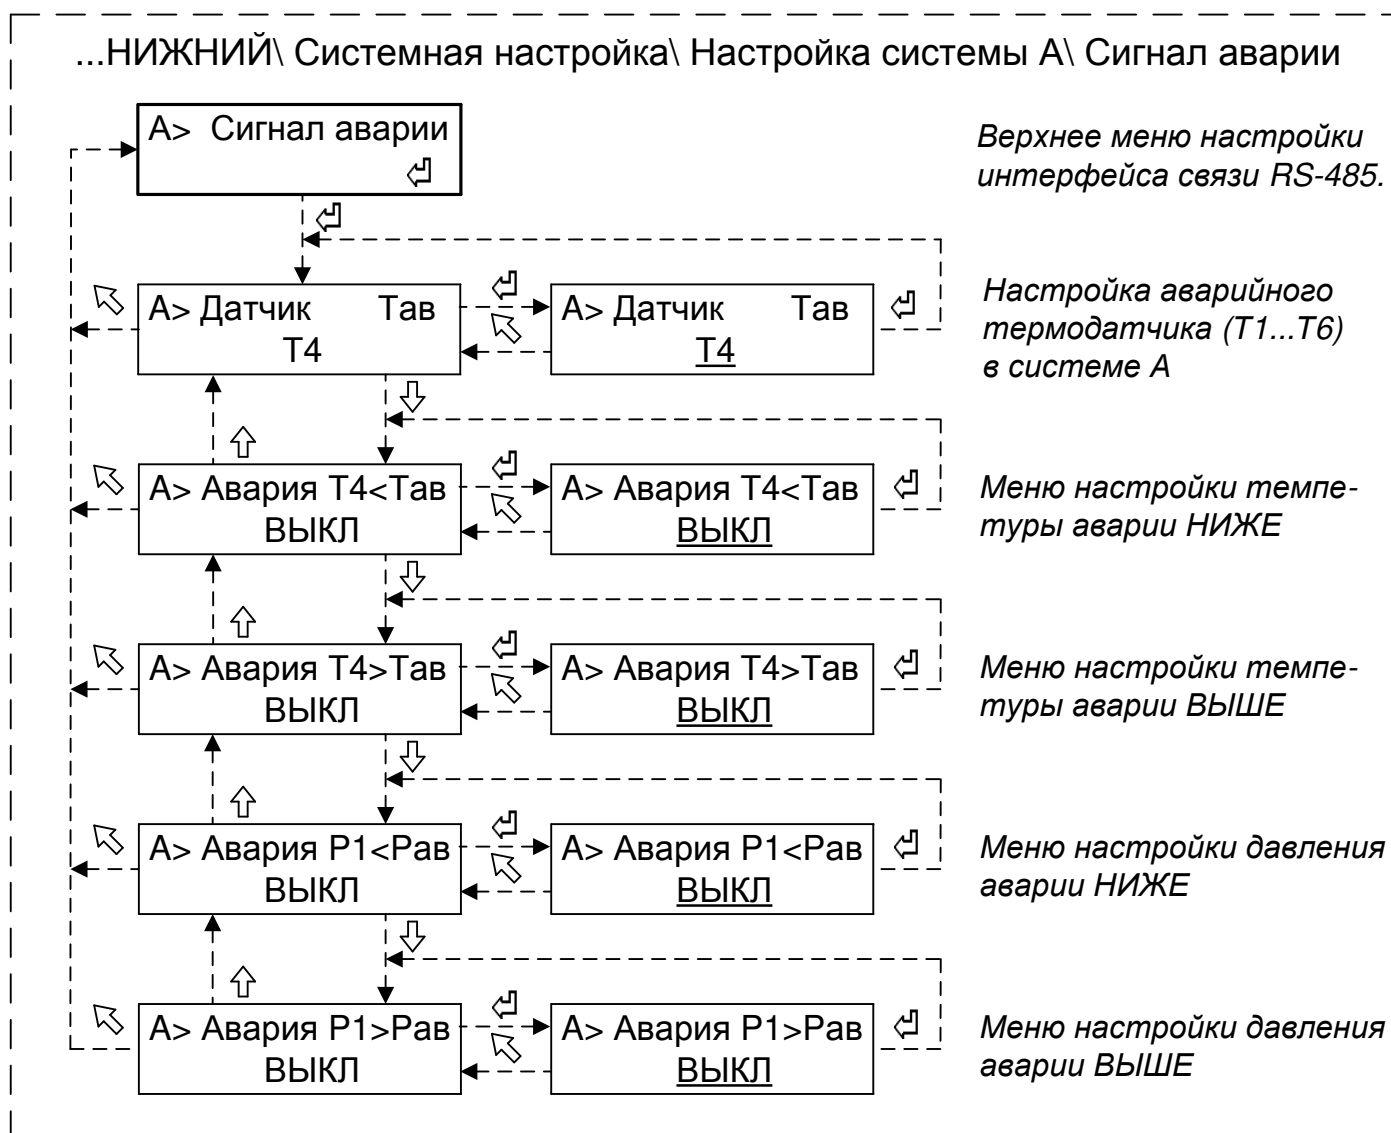 ...НИЖНИЙ\ Системная настройка\ Настройка системы А\ Сигнал аварии
А> Сигнал аварии
Верхнее меню настройки
интерфейса связи RS-485.
А> Датчик Тав
Т4
А> Датчик Тав
Т4
Настройка аварийного
термодатчика (Т1...Т6)
в системе А
А> Авария Т4<Тав
ВЫКЛ
А> Авария Т4<Тав
ВЫКЛ
Меню настройки темпе-
туры аварии НИЖЕ
А> Авария Т4>Тав
ВЫКЛ
А> Авария Т4>Тав
ВЫКЛ
Меню настройки темпе-
туры аварии ВЫШЕ
А> Авария Р1<Рав
ВЫКЛ
А> Авария Р1<Рав
ВЫКЛ
Меню настройки давления
аварии НИЖЕ
А> Авария Р1>Рав
ВЫКЛ
А> Авария Р1>Рав
ВЫКЛ
Меню настройки давления
аварии ВЫШЕ